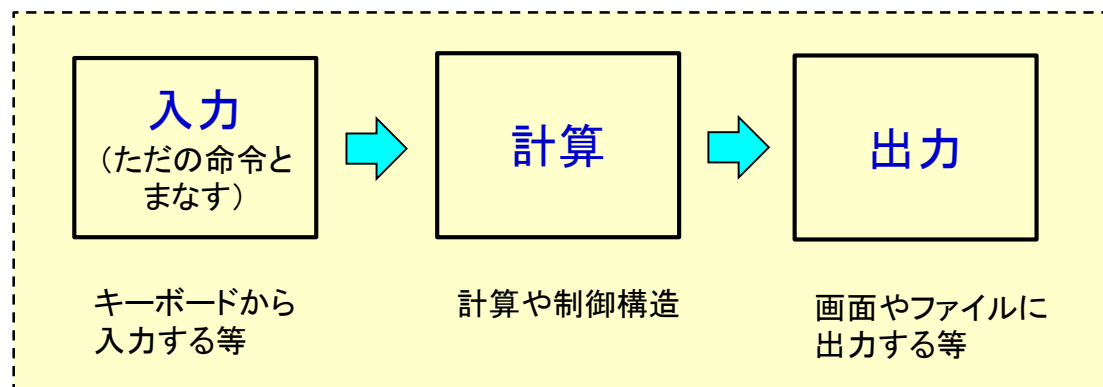 入力
（ただの命令と
まなす）
計算
出力
キーボードから
入力する等
計算や制御構造
画面やファイルに
出力する等